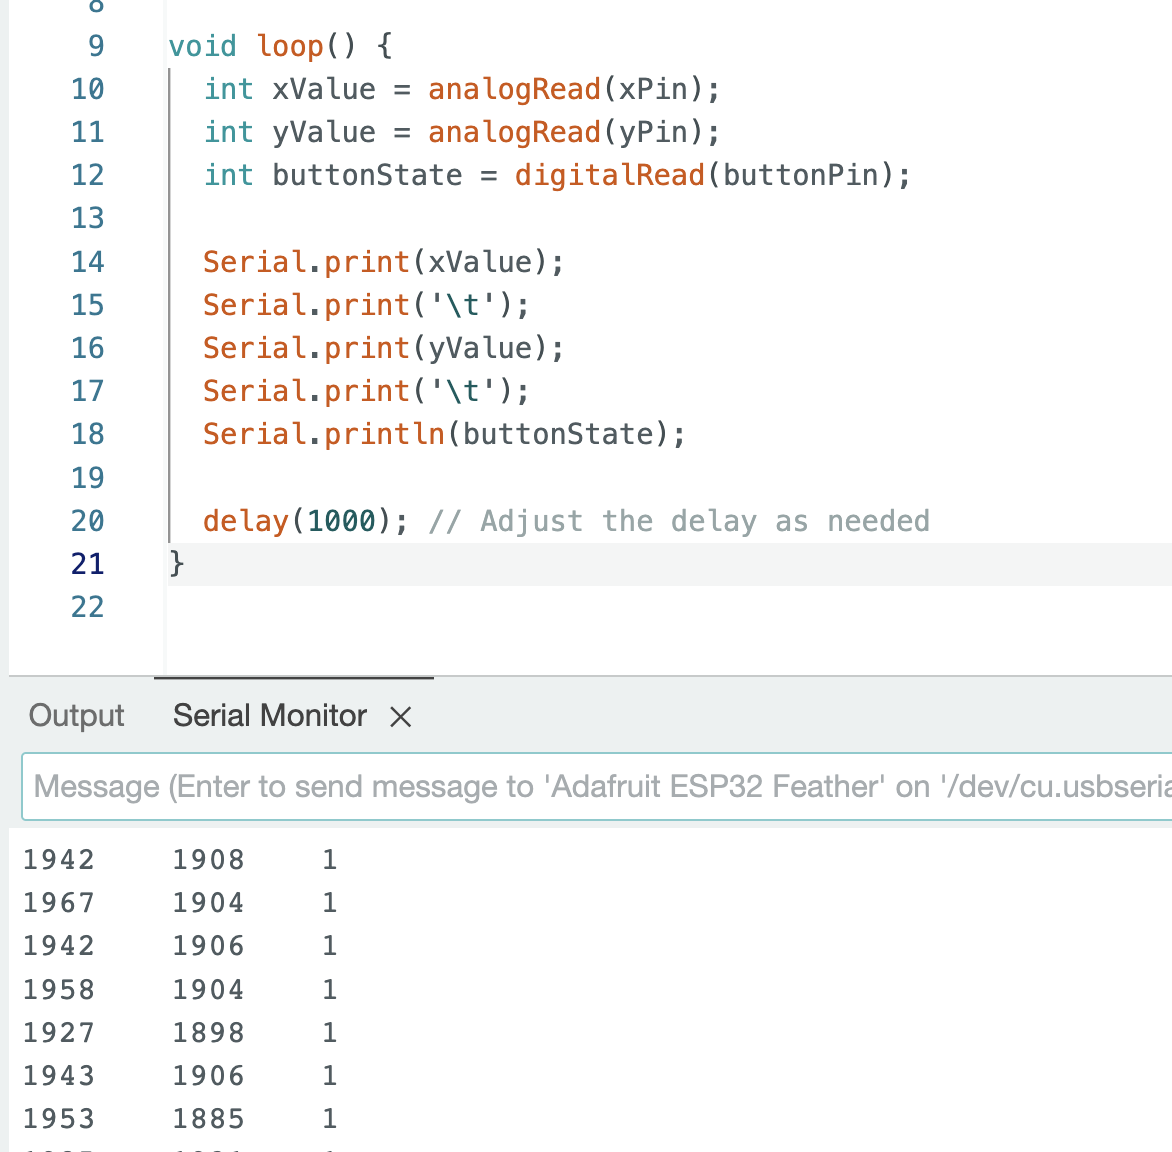 8
9 void loop() {
10 int xValue = analogRead(xPin);
11 int yValue = analogRead(yPin);
12 int buttonState = digitalRead(buttonPin);
13
14 Serial.print(xValue);
15 Serial.print('\t');
16 Serial.print(yValue);
17 Serial.print('\t');
18 Serial.println(buttonState);
19
20 delay(1000); // Adjust the delay as needed
21 }
22
Output Serial Monitor ×
Message (Enter to send message to 'Adafruit ESP32 Feather' on '/dev/cu.usbseria
1942 1908 1
1967 1904 1
1942 1906 1
1958 1904 1
1927 1898 1
1943 1906 1
1953 1885 1